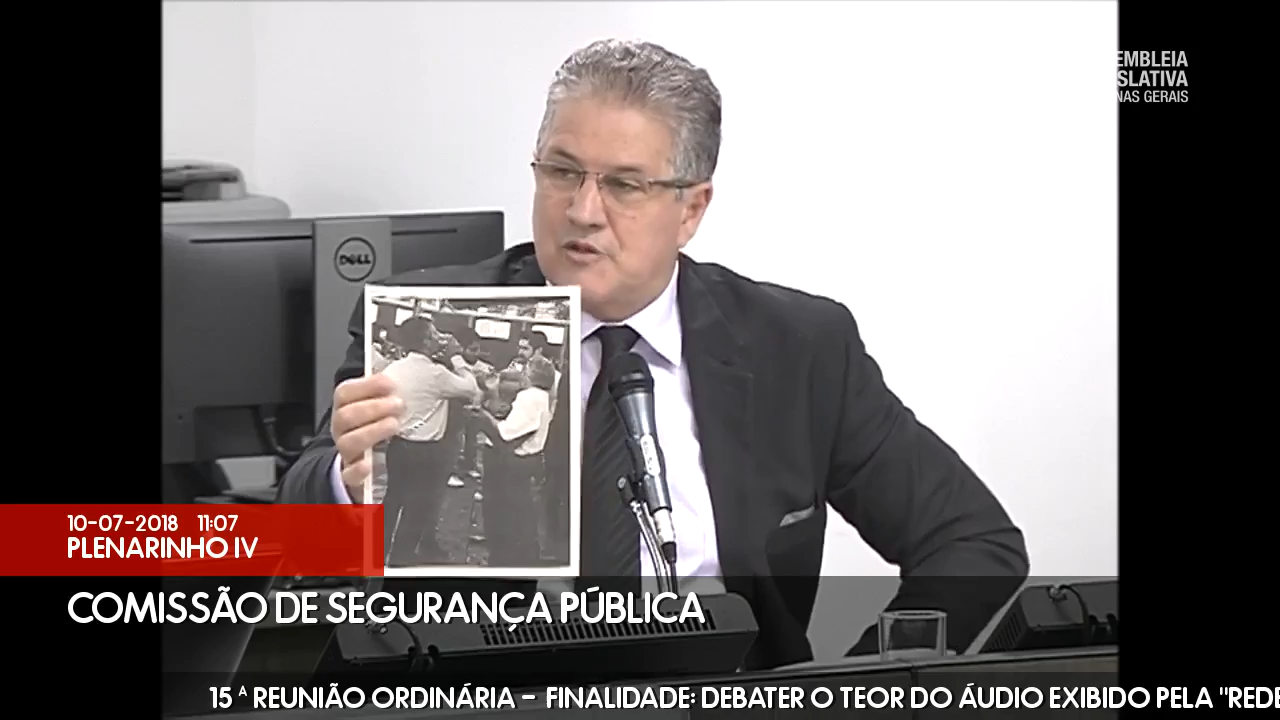 EMBLEIA
SLATIVA
NAS GERAIS
DELL
10-07-2018 11:07
PLENARINHO IV
COMISSÃO DE SEGURANÇA PÚBLICA
15ª REUNIÃO ORDINÁRIA - FINALIDADE: DEBATER O TEOR DO ÁUDIO EXIBIDO PELA "REDE